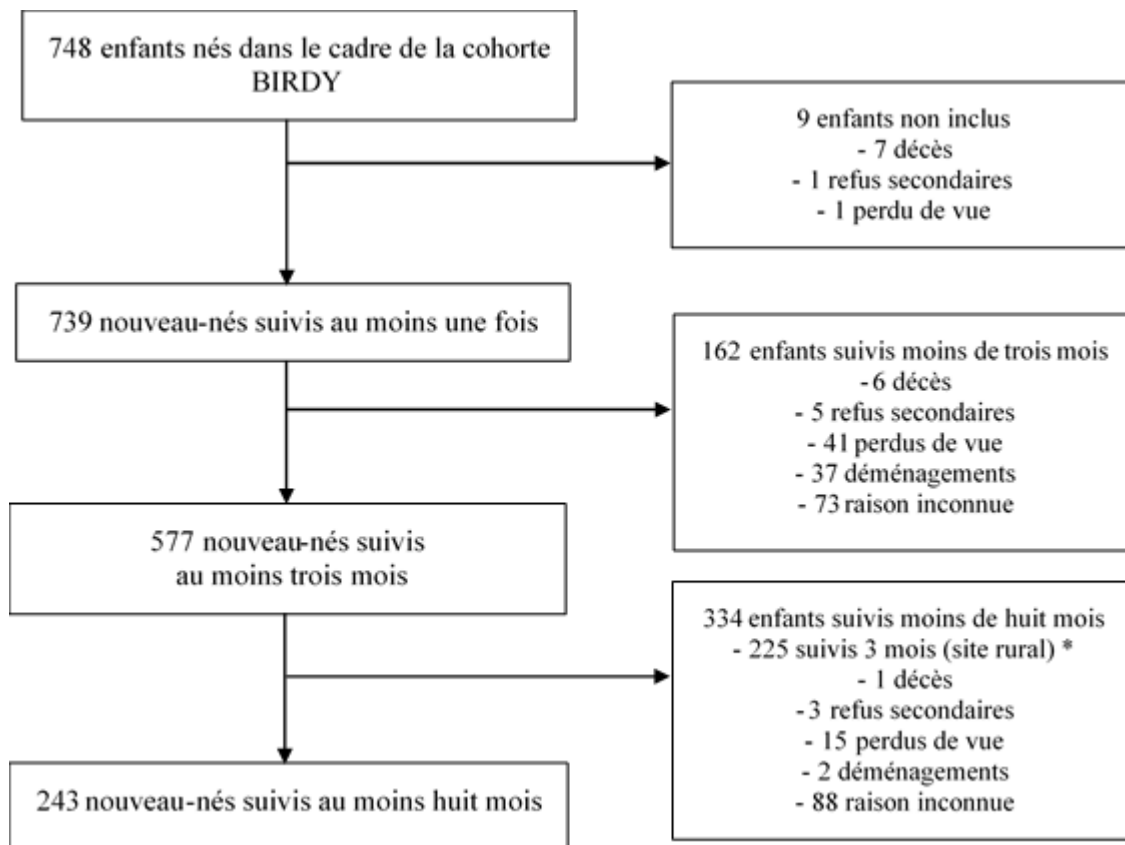 748 enfants nés dans le cadre de la cohorte
BIRDY
9 enfants non inclus
- 7 décès
- 1 refus secondaires
- 1 perdu de vue
739 nouveau-nés suivis au moins une fois
162 enfants suivis moins de trois mois
-6 décès
- 5 refus secondaires
- 41 perdus de vue
- 37 déménagements
- 73 raison inconnue
577 nouveau-nés suivis
au moins trois mois
334 enfants suivis moins de huit mois
- 225 suivis 3 mois (site rural) *
- 1 décès
-3 refus secondaires
- 15 perdus de vue
- 2 déménagements
- 88 raison inconnue
243 nouveau-nés suivis au moins huit mois